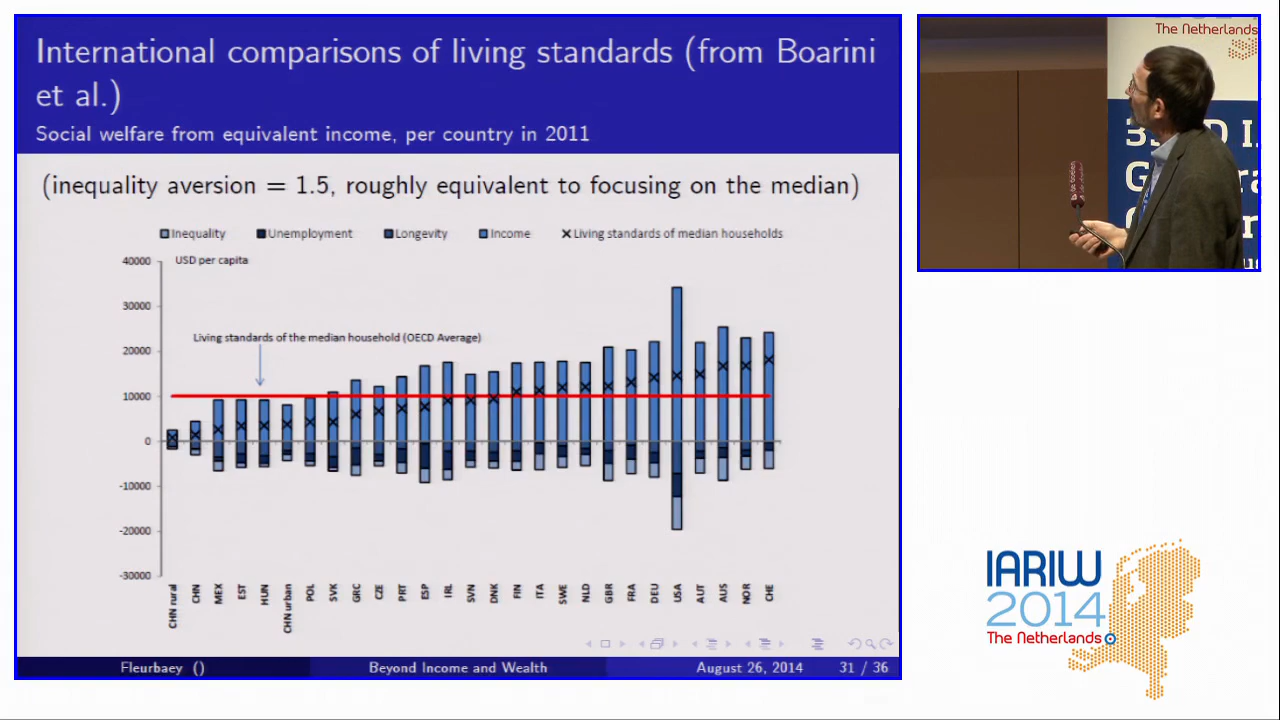 International comparisons of living standards (from Boarini
et al.)
Social welfare from equivalent income, per country in 2011
(inequality aversion = 1.5, roughly equivalent to focusing on the median)
Inequality Unemployment Longevity Income Living standards of median households
USD per capita
40000
30000
20000
10000
0
-10000
-20000
-30000
Living standards of the median household (OECD Average)
CHN rural
CHN
MEX
EST
HUN
CHN urban
POL
SVK
GRC
CZE
PRT
ESP
IRL
SVN
DNK
FIN
ITA
SWE
NLD
GBR
FRA
DEU
USA
AUT
AUS
NOR
CHE
Fleurbaey () Beyond Income and Wealth August 26, 2014 31 / 36
The Netherlands
IARIW
2014
The Netherlands